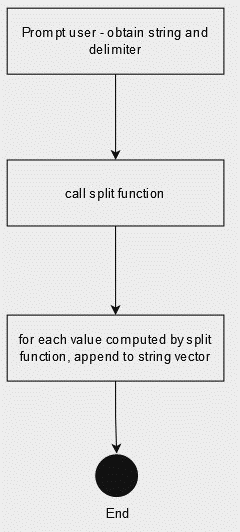 Prompt user - obtain string and
delimiter
call split function
for each value computed by split
function, append to string vector
End